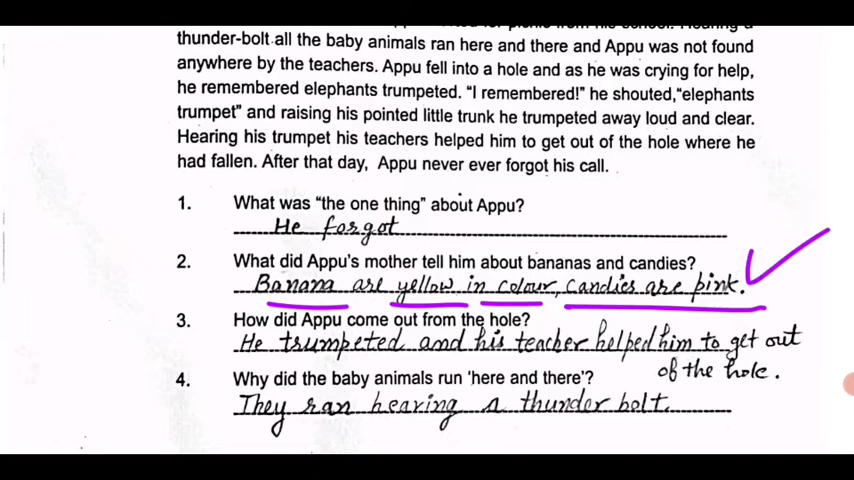 thunder-bolt all the baby animals ran here and there and Appu was not found
anywhere by the teachers. Appu fell into a hole and as he was crying for help,
he remembered elephants trumpeted. “I remembered!” he shouted,“elephants
trumpet” and raising his pointed little trunk he trumpeted away loud and clear.
Hearing his trumpet his teachers helped him to get out of the hole where he
had fallen. After that day, Appu never ever forgot his call.
1. What was “the one thing” about Appu?
He forgot
2. What did Appu's mother tell him about bananas and candies?
Banana are yellow in colour, candies are pink.
3. How did Appu come out from the hole?
He trumpeted and his teacher helped him to get out
of the hole.
4. Why did the baby animals run ‘here and there’?
They ran hearing a thunder bolt.